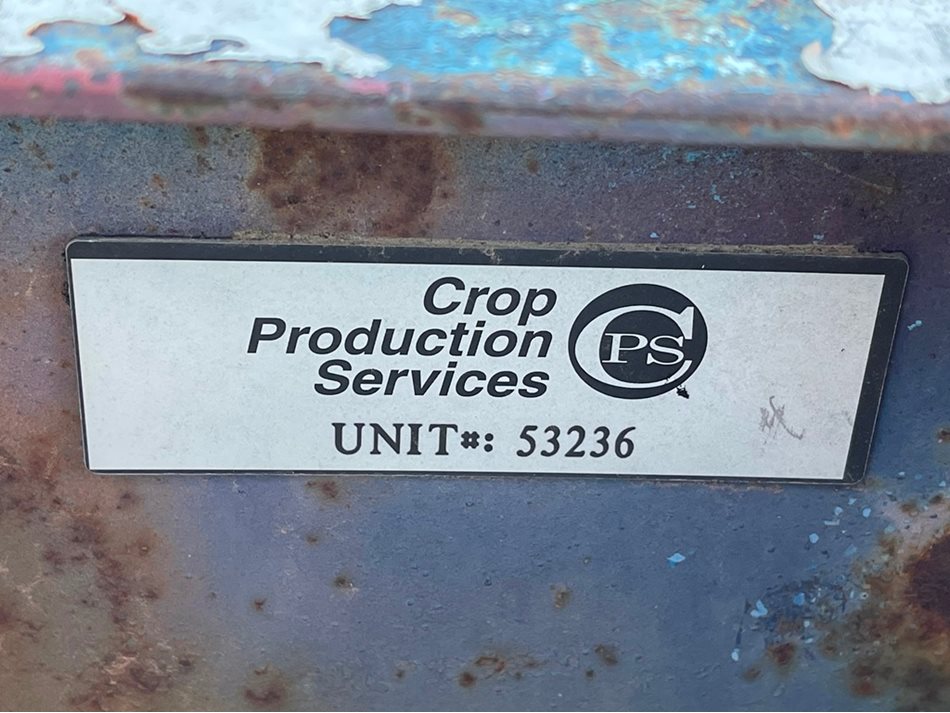 Crop
Production
Services
CPS
UNIT#: 53236